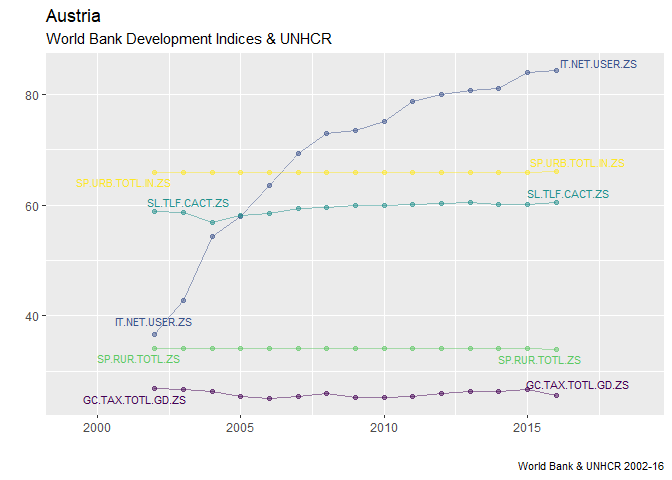 Austria
World Bank Development Indices & UNHCR
IT.NET.USER.ZS
80
SP.URB.TOTL.IN.ZS
SP.URB.TOTL.IN.ZS
SL.TLF.CACT.ZS
SL.TLF.CACT.ZS
60
IT.NET.USER.ZS
40
SP.RUR.TOTL.ZS
SP.RUR.TOTL.ZS
GC.TAX.TOTL.GD.ZS
GC.TAX.TOTL.GD.ZS
2000 2005 2010 2015
World Bank & UNHCR 2002-16